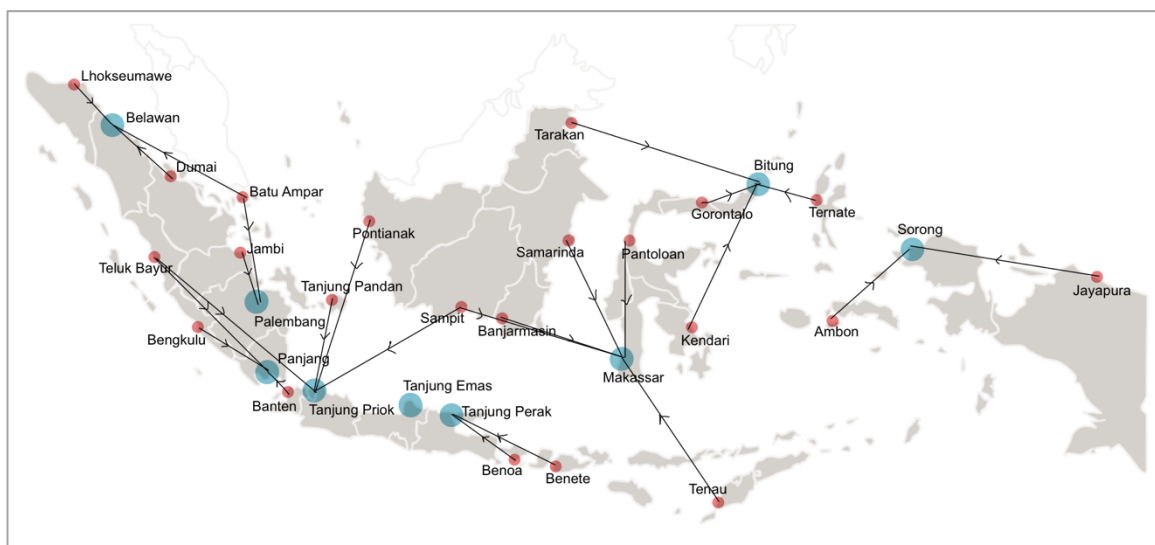 Lhokseumawe
Belawan
Tarakan
Bitung
Dumai
Batu Ampar
Gorontalo
Ternate
Pontianak
Sorong
Jambi
Samarinda
Pantoloan
Teluk Bayur
Tanjung Pandan
Jayapura
Palembang
Sampit
Banjarmasin
Ambon
Bengkulu
Kendari
Panjang
Makassar
Tanjung Emas
Banten
Tanjung Priok
Tanjung Perak
Benoa
Benete
Tenau